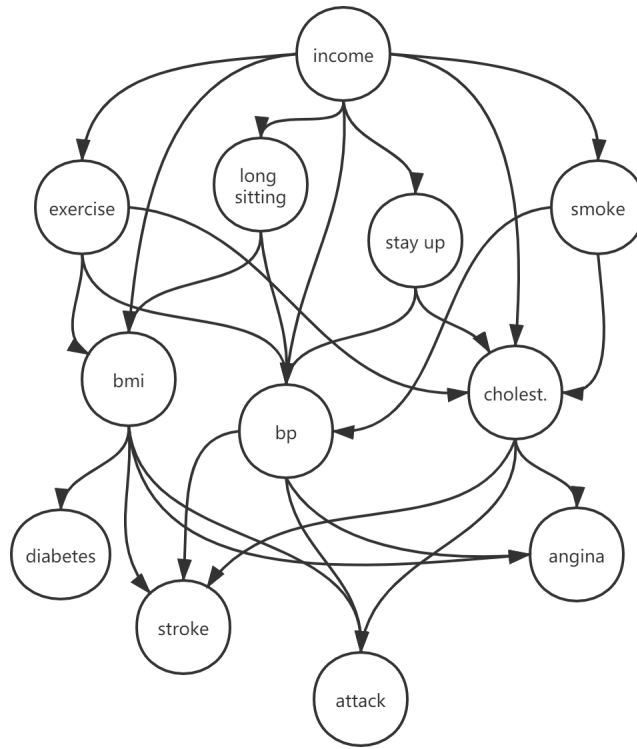 income
long
sitting
exercise
smoke
stay up
bmi
cholest.
bp
diabetes
angina
stroke
attack